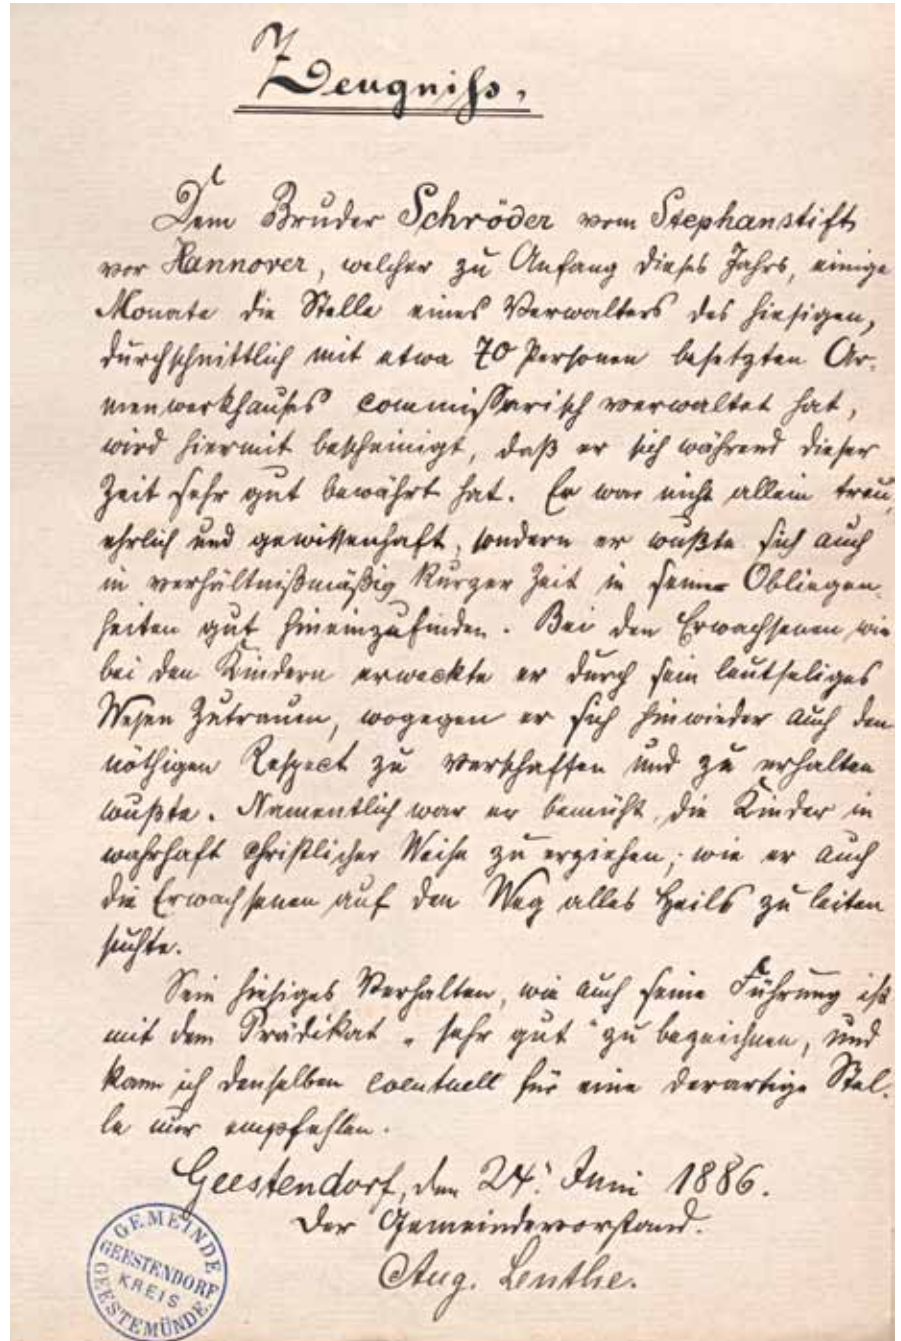 Zeugniß.
Dem Bruder Schröder vom Stephanstift
vor Hannover, welcher zu Anfang dieses Jahrs, einige
Monate die Stelle eines Verwalters des hiesigen,
durchschnittlich mit etwa 70 Personen besetzten Ar-
menwerkhauses commissarisch verwaltet hat,
wird hiermit bescheinigt, daß er sich während dieser
Zeit sehr gut bewährt hat. Er war nicht allein treu,
ehrlich und gewissenhaft, sondern er wußte sich auch
in verhältnißmäßig kurzer Zeit in seine Obliegen-
heiten gut hineinzufinden. Bei den Erwachsenen wie
bei den Kindern erweckte er durch sein leutseliges
Wesen Zutrauen, wogegen er sich hinwieder auch den
nöthigen Respect zu verschaffen und zu erhalten
wußte. Namentlich war er bemüht, die Kinder in
wahrhaft christlicher Weise zu erziehen; wie er auch
die Erwachsenen auf den Weg alles Heils zu leiten
suchte.
Sein hiesiges Verhalten, wie auch seine Führung ist
mit dem Prädikat „sehr gut" zu bezeichnen, und
kann ich denselben eventuell für eine derartige Stel-
le nur empfehlen.
Geestendorf, den 24. Juni 1886.
Der Gemeindevorstand.
Aug. Lenthe.
GEMEINDE
GEESTENDORF
KREIS
GEESTEMÜNDE.